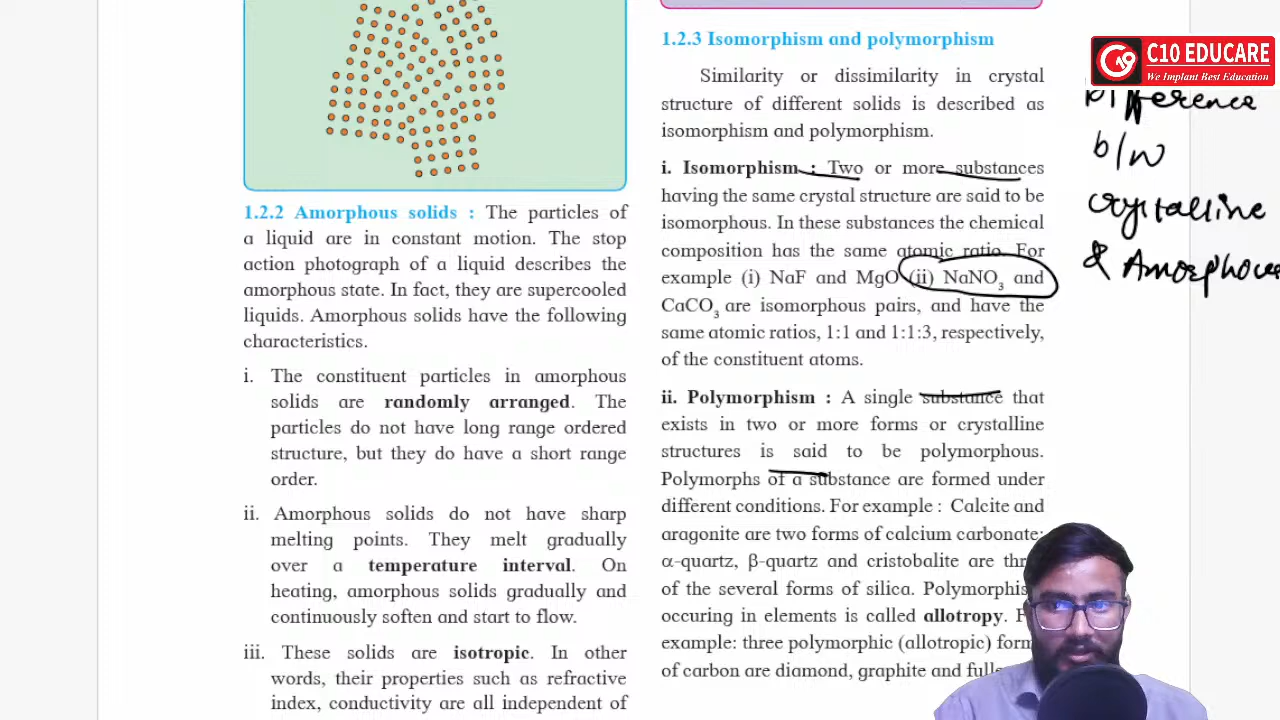 1.2.2 Amorphous solids : The particles of
a liquid are in constant motion. The stop
action photograph of a liquid describes the
amorphous state. In fact, they are supercooled
liquids. Amorphous solids have the following
characteristics.
i. The constituent particles in amorphous
solids are randomly arranged. The
particles do not have long range ordered
structure, but they do have a short range
order.
ii. Amorphous solids do not have sharp
melting points. They melt gradually
over a temperature interval. On
heating, amorphous solids gradually and
continuously soften and start to flow.
iii. These solids are isotropic. In other
words, their properties such as refractive
index, conductivity are all independent of
1.2.3 Isomorphism and polymorphism
Similarity or dissimilarity in crystal
structure of different solids is described as
isomorphism and polymorphism.
i. Isomorphism : Two or more substances
having the same crystal structure are said to be
isomorphous. In these substances the chemical
composition has the same atomic ratio. For
example (i) NaF and MgO (ii) NaNO₃ and
CaCO₃ are isomorphous pairs, and have the
same atomic ratios, 1:1 and 1:1:3, respectively,
of the constituent atoms.
ii. Polymorphism : A single substance that
exists in two or more forms or crystalline
structures is said to be polymorphous.
Polymorphs of a substance are formed under
different conditions. For example : Calcite and
aragonite are two forms of calcium carbonate;
α-quartz, β-quartz and cristobalite are
of the several forms of silica.
occuring in elements is called allotropy.
example: three polymorphic (allotropic)
of carbon are diamond, graphite and
C10 EDUCARE
We Implant Best Education
Difference
b/w
crystalline
& Amorphous